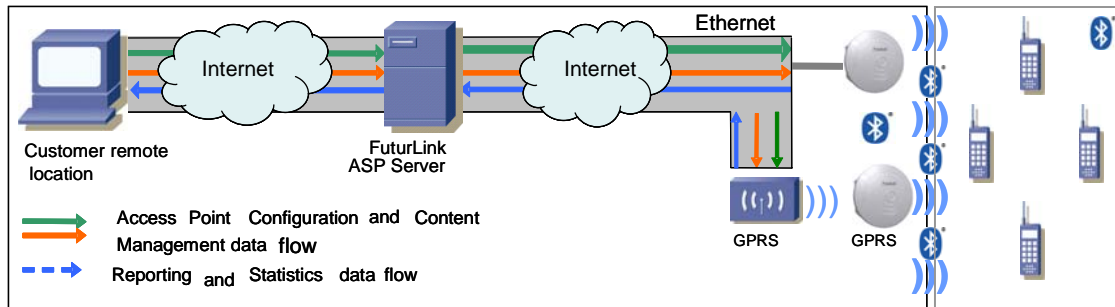 Ethernet
Internet
Internet
Customer remote
location
FuturLink
ASP Server
GPRS
GPRS
Access Point Configuration and Content
Management data flow
Reporting and Statistics data flow